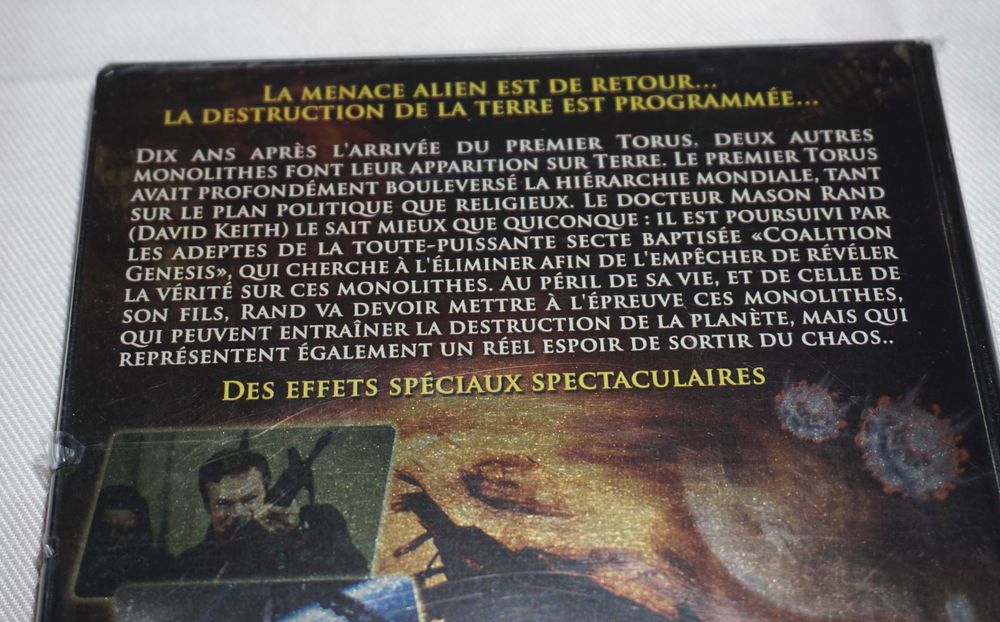 LA MENACE ALIEN EST DE RETOUR...
LA DESTRUCTION DE LA TERRE EST PROGRAMMÉE...
DIX ANS APRÈS L'ARRIVÉE DU PREMIER TORUS, DEUX AUTRES
MONOLITHES FONT LEUR APPARITION SUR TERRE. LE PREMIER TORUS
AVAIT PROFONDÉMENT BOULEVERSÉ LA HIÉRARCHIE MONDIALE, TANT
SUR LE PLAN POLITIQUE QUE RELIGIEUX. LE DOCTEUR MASON RAND
(DAVID KEITH) LE SAIT MIEUX QUE QUICONQUE : IL EST POURSUIVI PAR
LES ADEPTES DE LA TOUTE-PUISSANTE SECTE BAPTISÉE «COALITION
GENESIS», QUI CHERCHE À L'ÉLIMINER AFIN DE L'EMPÊCHER DE RÉVÉLER
LA VÉRITÉ SUR CES MONOLITHES. AU PÉRIL DE SA VIE, ET DE CELLE DE
SON FILS, RAND VA DEVOIR METTRE À L'ÉPREUVE CES MONOLITHES,
QUI PEUVENT ENTRAÎNER LA DESTRUCTION DE LA PLANÈTE, MAIS QUI
REPRÉSENTENT ÉGALEMENT UN RÉEL ESPOIR DE SORTIR DU CHAOS..
DES EFFETS SPÉCIAUX SPECTACULAIRES